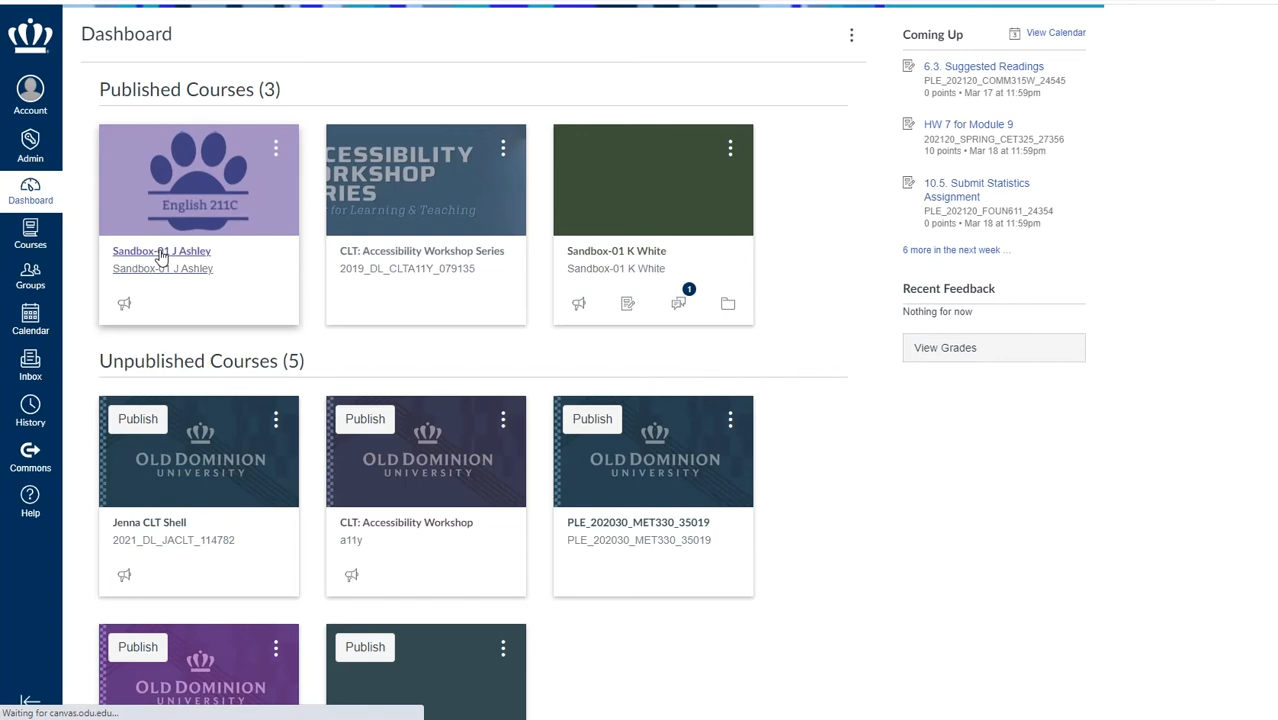 Dashboard
Account
Admin
Dashboard
Courses
Groups
Calendar
Inbox
History
Commons
Help
Published Courses (3)
English 211C
Sandbox-01 J Ashley
Sandbox-01 J Ashley
CESSIBILITY
ORKSHOP
RIES
for Learning & Teaching
CLT: Accessibility Workshop Series
2019_DL_CLTA11Y_079135
Sandbox-01 K White
Sandbox-01 K White
1
Unpublished Courses (5)
Publish
OLD DOMINION
UNIVERSITY
Jenna CLT Shell
2021_DL_JACLT_114782
Publish
OLD DOMINION
UNIVERSITY
CLT: Accessibility Workshop
a11y
Publish
OLD DOMINION
UNIVERSITY
PLE_202030_MET330_35019
PLE_202030_MET330_35019
Publish
OLD DOMINION
UNIVERSITY
Publish
Coming Up
View Calendar
6.3. Suggested Readings
PLE_202120_COMM315W_24545
0 points • Mar 17 at 11:59pm
HW 7 for Module 9
202120_SPRING_CET325_27356
10 points • Mar 18 at 11:59pm
10.5. Submit Statistics
Assignment
PLE_202120_FOUN611_24354
0 points • Mar 18 at 11:59pm
6 more in the next week ...
Recent Feedback
Nothing for now
View Grades
Waiting for canvas.odu.edu...